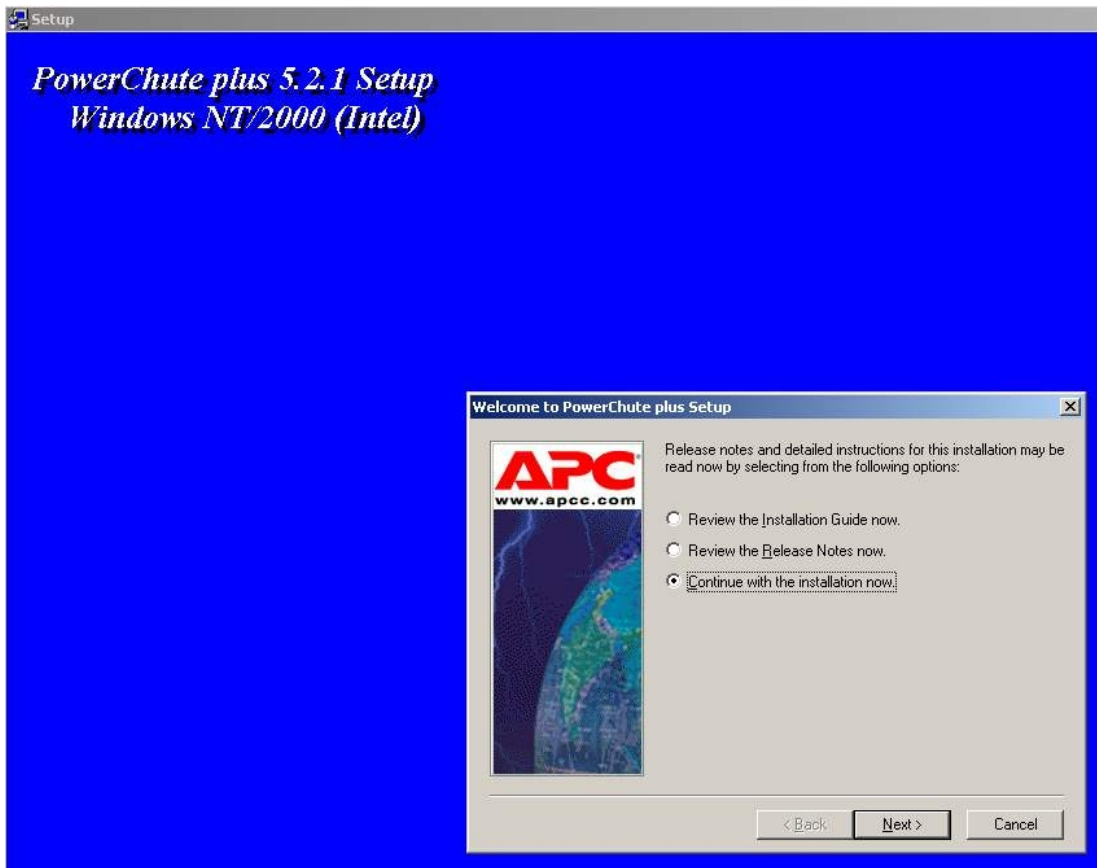 Setup
PowerChute plus 5.2.1 Setup
Windows NT/2000 (Intel)
Welcome to PowerChute plus Setup
APC
www.apcc.com
Release notes and detailed instructions for this installation may be
read now by selecting from the following options:
Review the Installation Guide now.
Review the Release Notes now.
Continue with the installation now.
< Back
Next >
Cancel